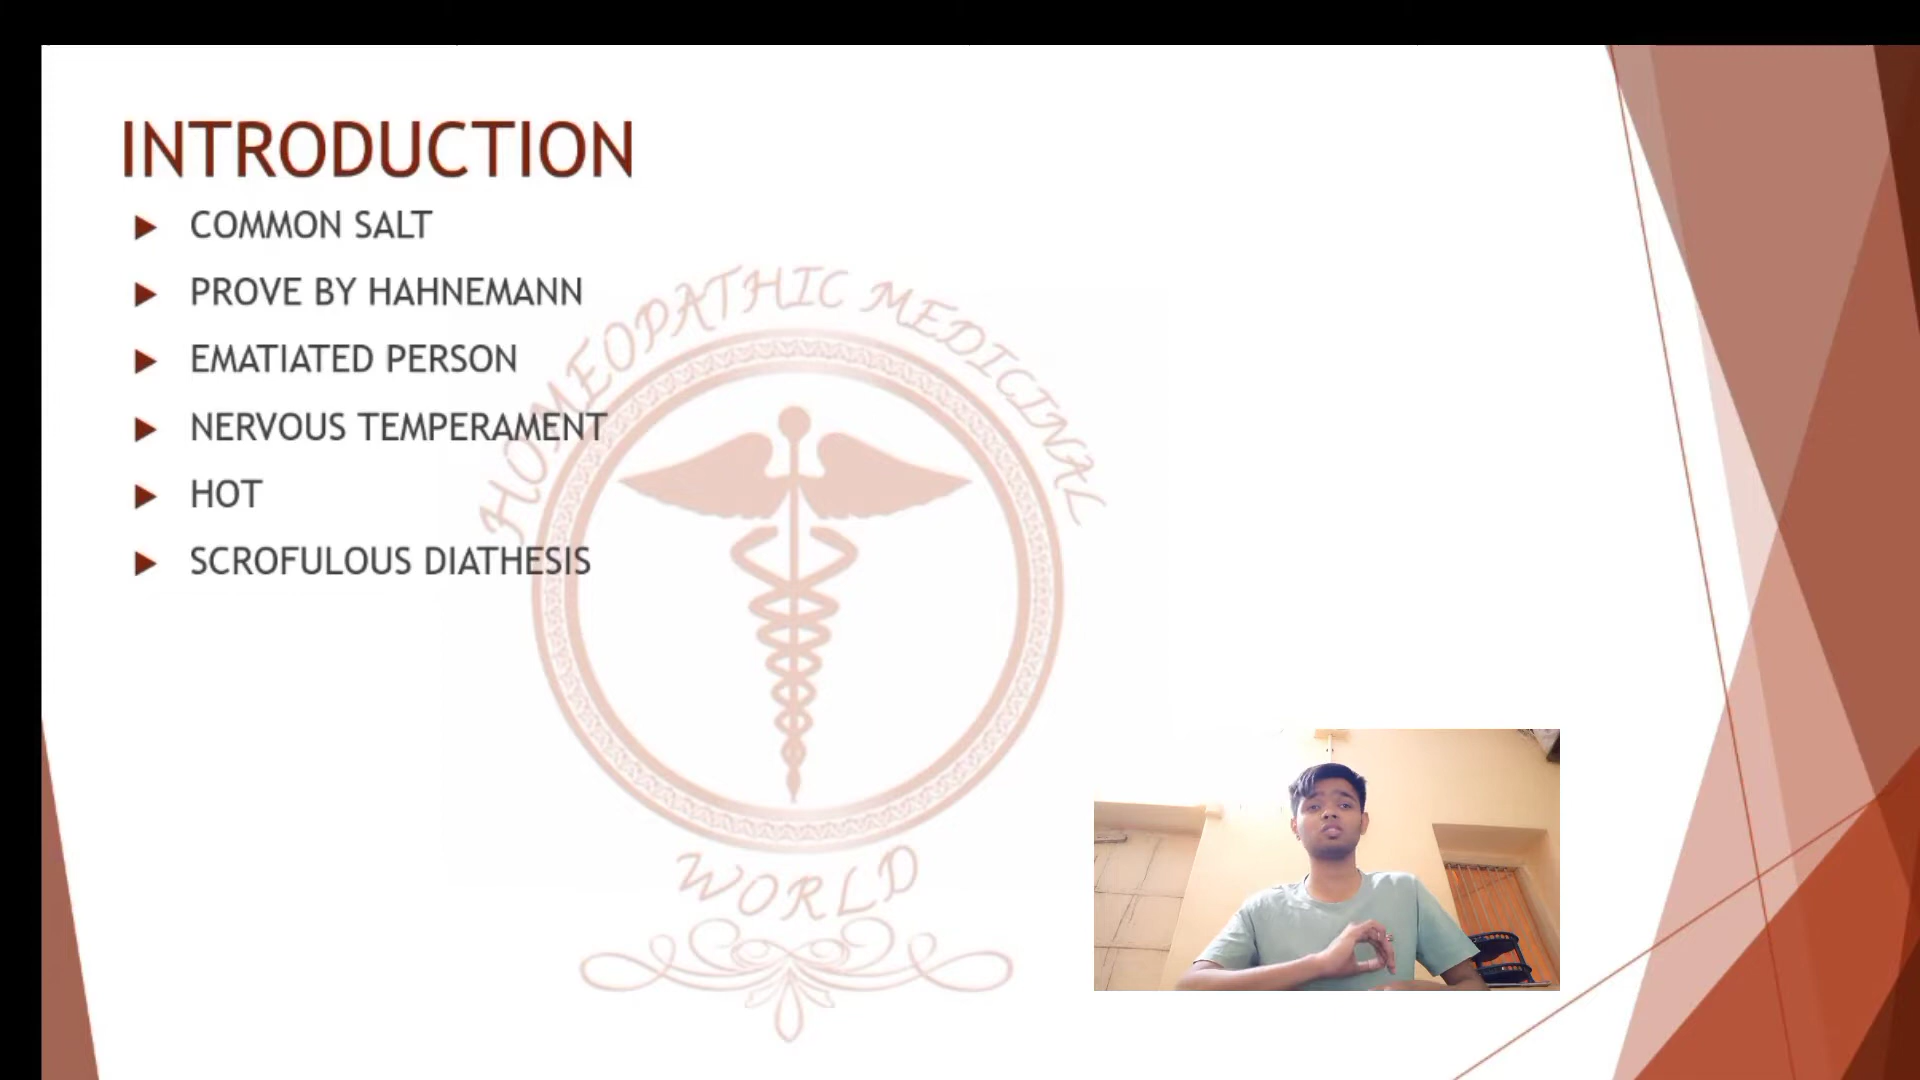 INTRODUCTION
COMMON SALT
PROVE BY HAHNEMANN
EMATIATED PERSON
NERVOUS TEMPERAMENT
HOT
SCROFULOUS DIATHESIS
HOMEOPATHIC MEDICINAL
WORLD